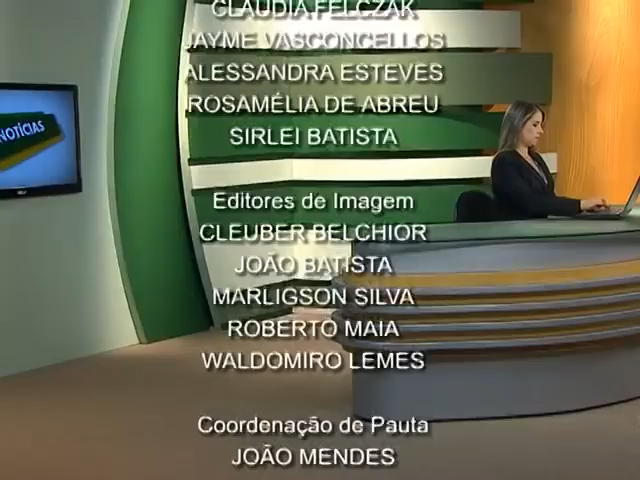 CLAUDIA FELCZAK
JAYME VASCONCELLOS
ALESSANDRA ESTEVES
ROSAMÉLIA DE ABREU
SIRLEI BATISTA
NOTÍCIAS
Editores de Imagem
CLEUBER BELCHIOR
JOÃO BATISTA
MARLIGSON SILVA
ROBERTO MAIA
WALDOMIRO LEMES
Coordenação de Pauta
JOÃO MENDES